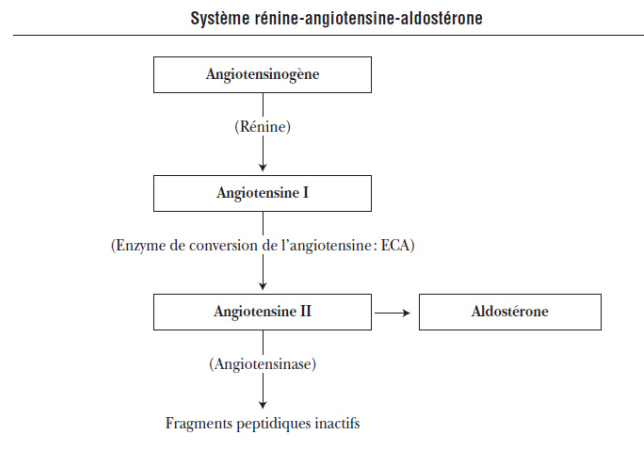 Système rénine-angiotensine-aldostérone
Angiotensinogène
(Rénine)
Angiotensine I
(Enzyme de conversion de l'angiotensine : ECA)
Angiotensine II
Aldostérone
(Angiotensinase)
Fragments peptidiques inactifs